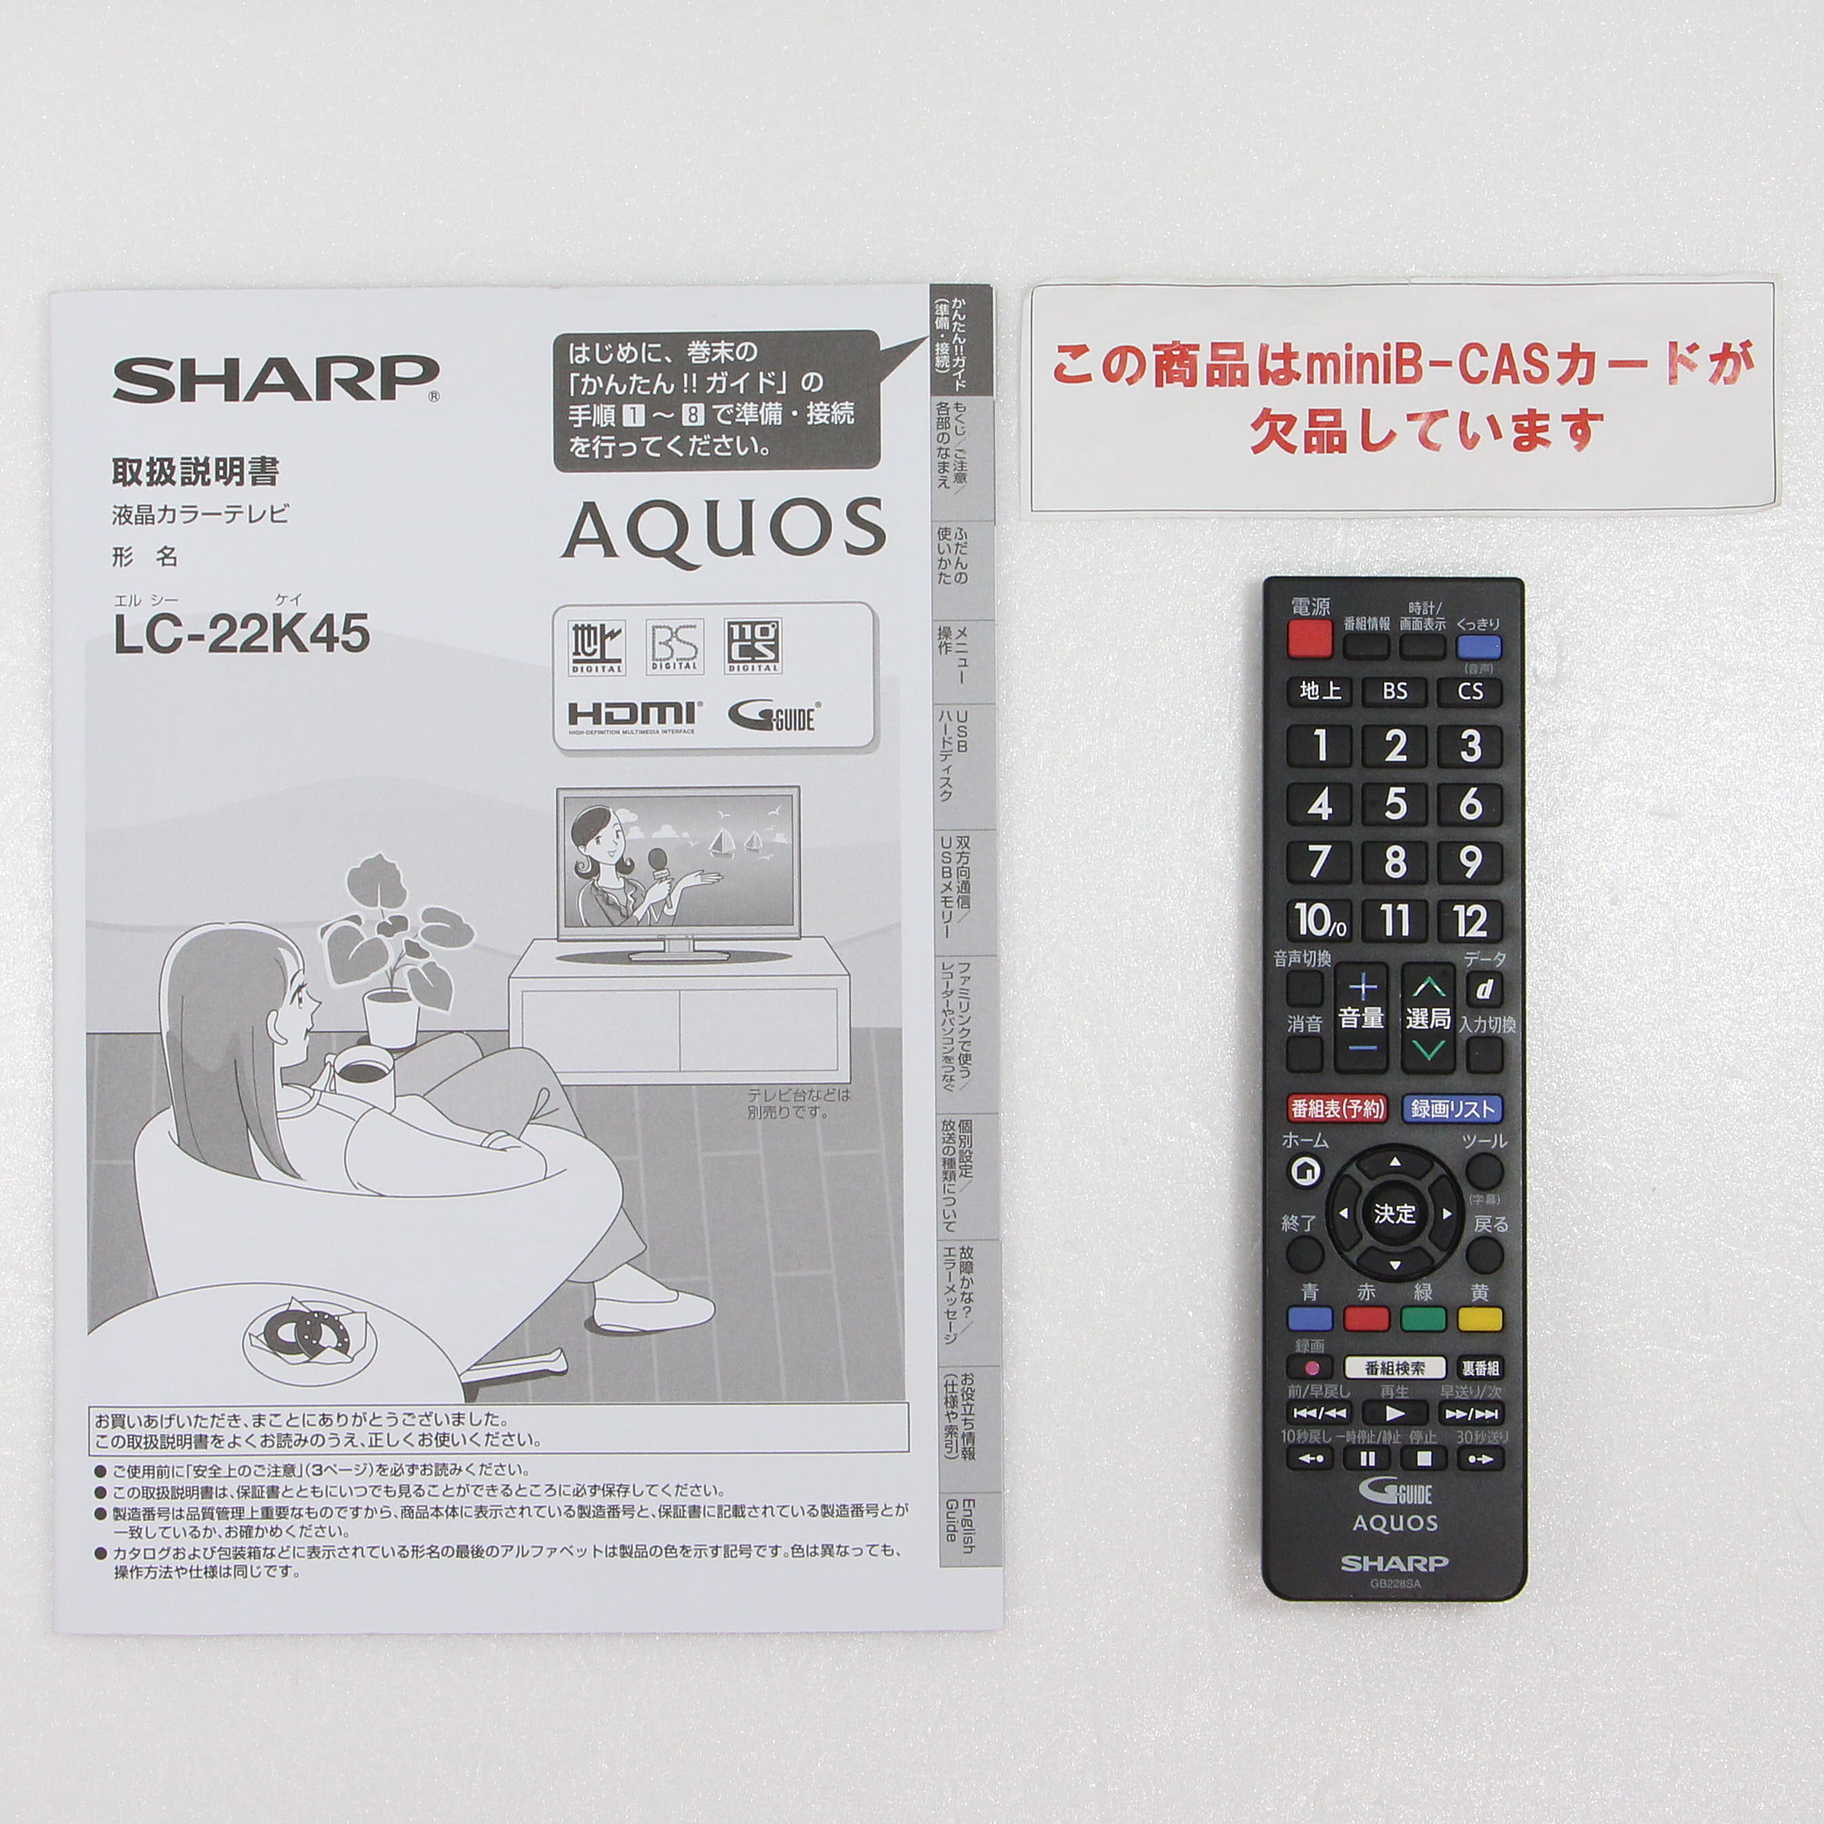 SHARP®
取扱説明書
液晶カラーテレビ
形 名
エル シー ケイ
LC-22K45
はじめに、巻末の
「かんたん!!ガイド」の
手順 1 ～ 8 で準備・接続
を行ってください。
AQUOS
地上 DIGITAL
BS DIGITAL
110° CS DIGITAL
HDMI®
HIGH-DEFINITION MULTIMEDIA INTERFACE
G-GUIDE®
テレビ台などは
別売りです。
お買いあげいただき、まことにありがとうございました。
この取扱説明書をよくお読みのうえ、正しくお使いください。
● ご使用前に「安全上のご注意」(3ページ)を必ずお読みください。
● この取扱説明書は、保証書とともにいつでも見ることができるところに必ず保存してください。
● 製造番号は品質管理上重要なものですから、商品本体に表示されている製造番号と、保証書に記載されている製造番号とが
一致しているか、お確かめください。
● カタログおよび包装箱などに表示されている形名の最後のアルファベットは製品の色を示す記号です。色は異なっても、
操作方法や仕様は同じです。
かんたん!!ガイド
(準備・接続)
もくじ/ご注意/
各部のなまえ
ふだんの
使いかた
メニュー
操作
USB
ハードディスク
双方向通信/
USBメモリー
ファミリンクで使う/
レコーダーやパソコンをつなぐ
個別設定/
放送の種類について
故障かな?/
エラーメッセージ
お役立ち情報
(仕様や索引)
English
Guide
この商品はminiB-CASカードが
欠品しています
電源 番組情報 時計/画面表示 くっきり
(音声)
地上 BS CS
1 2 3
4 5 6
7 8 9
10/0 11 12
音声切換 データ
+ d
消音 音量 選局 入力切換
−
番組表(予約) 録画リスト
ホーム ツール
決定
(字幕)
終了 戻る
青 赤 緑 黄
録画
番組検索 裏番組
前/早戻し 再生 早送り/次
10秒戻し 一時停止/静止 停止 30秒送り
G-GUIDE
AQUOS
SHARP
GB228SA